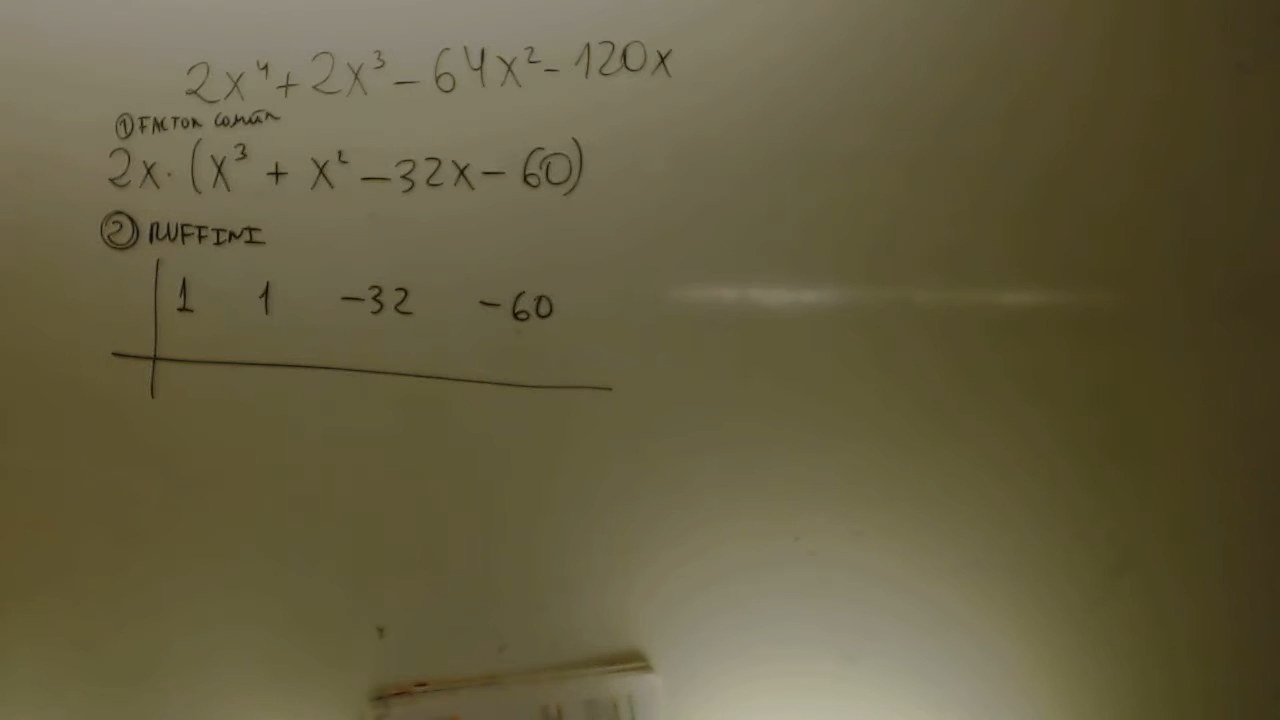 2x⁴+2x³-64x²-120x
① FACTOR común
2x·(x³+x²-32x-60)
② RUFFINI
1 1 -32 -60